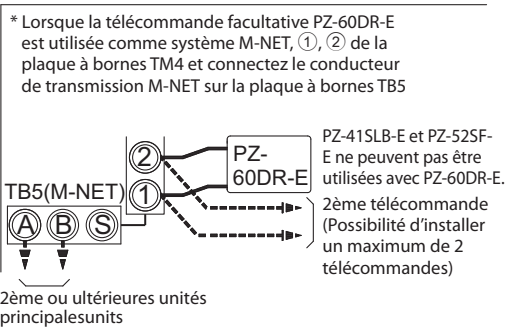 * Lorsque la télécommande facultative PZ-60DR-E
est utilisée comme système M-NET, ①, ② de la
plaque à bornes TM4 et connectez le conducteur
de transmission M-NET sur la plaque à bornes TB5
②
PZ-
60DR-E
PZ-41SLB-E et PZ-52SF-
E ne peuvent pas être
utilisées avec PZ-60DR-E.
TB5(M-NET)
①
A B S
2ème télécommande
(Possibilité d'installer
un maximum de 2
télécommandes)
2ème ou ultérieures unités
principalesunits